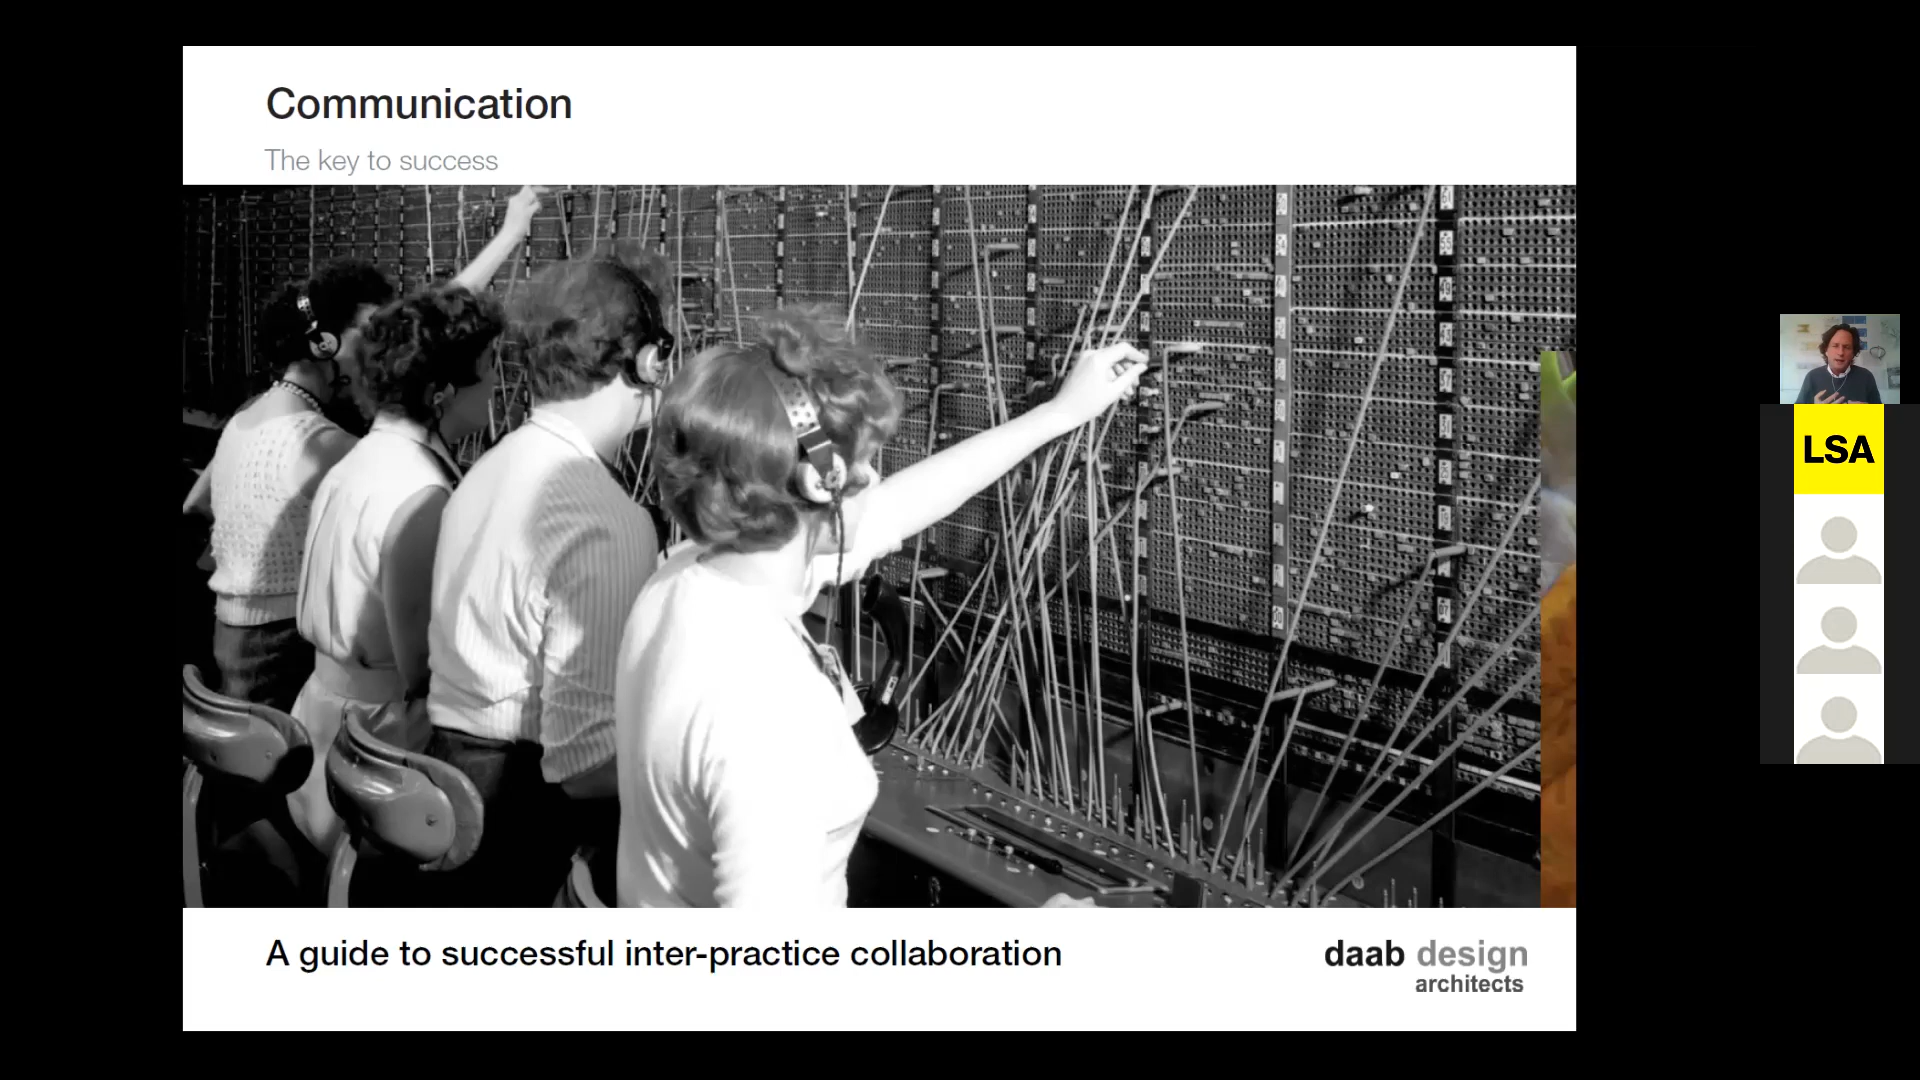 Communication
The key to success
LSA
A guide to successful inter-practice collaboration
daab design
architects